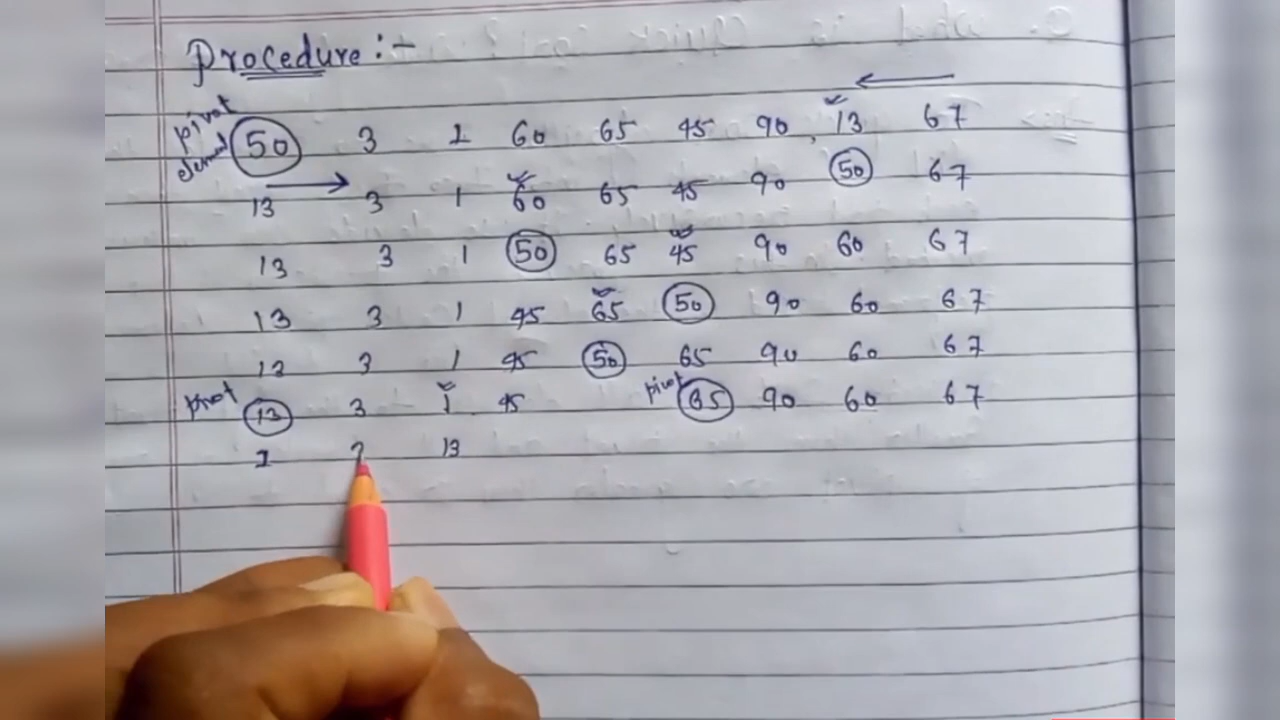 Procedure :-
pivot element 50 3 1 60 65 45 90 13 67
13 3 1 60 65 45 90 50 67
13 3 1 50 65 45 90 60 67
13 3 1 45 65 50 90 60 67
13 3 1 45 50 65 90 60 67
pivot 13 3 1 45 pivot 65 90 60 67
1 3 13